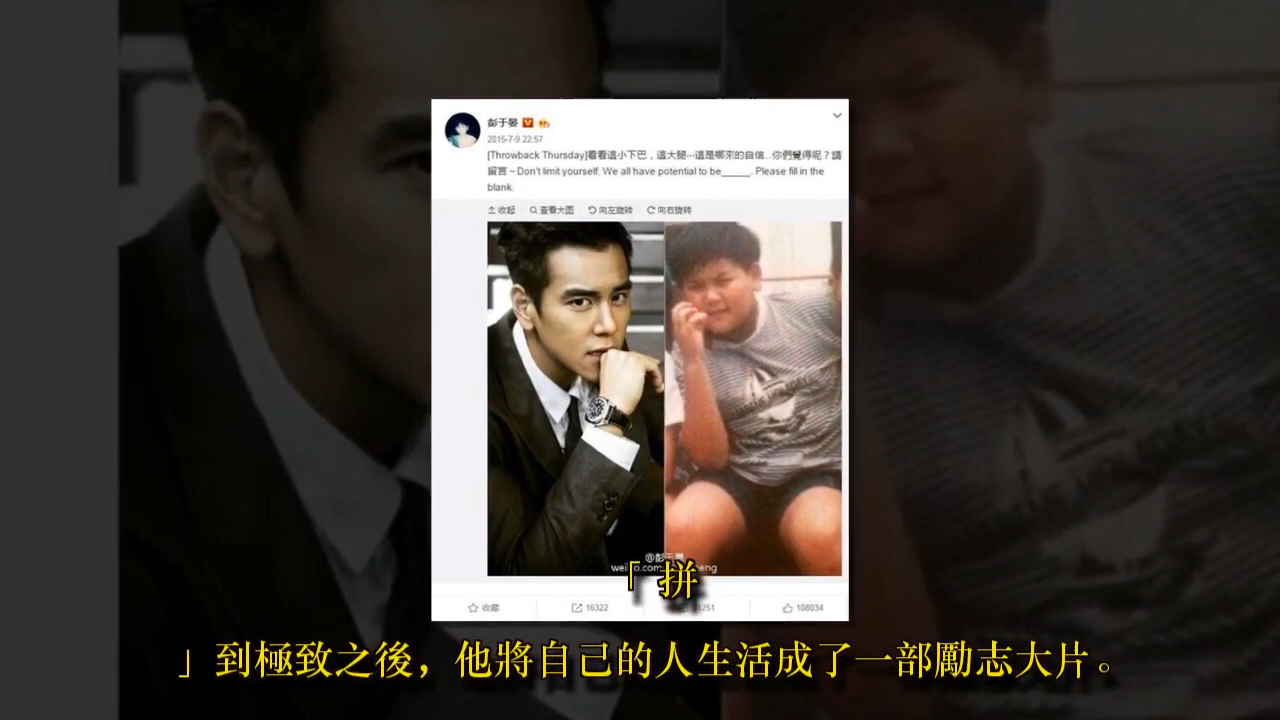 彭于晏
2015-7-9 22:57
[Throwback Thursday]看看這小下巴，這大腿…這是哪來的自信...你們覺得呢？請
留言~Don't limit yourself. We all have potential to be_____. Please fill in the
blank.
收起 查看大图 向左旋转 向右旋转
@彭于晏
「拼
收藏 16322 108034
」到極致之後，他將自己的人生活成了一部勵志大片。